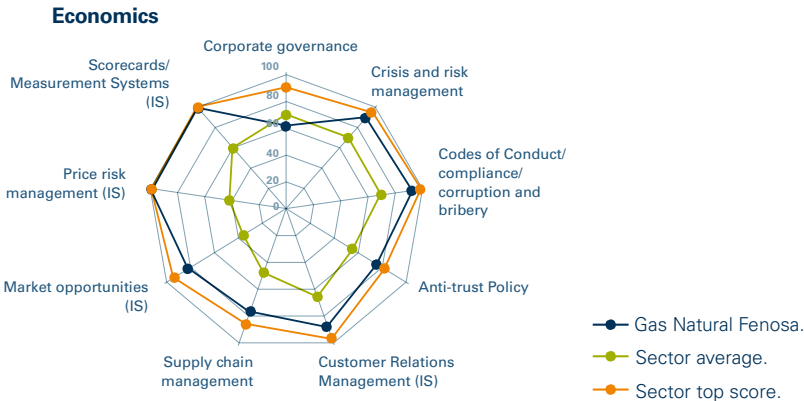 Economics
Corporate governance
100
80
60
40
20
0
Crisis and risk
management
Codes of Conduct/
compliance/
corruption and
bribery
Anti-trust Policy
Customer Relations
Management (IS)
Supply chain
management
Market opportunities
(IS)
Price risk
management (IS)
Scorecards/
Measurement Systems
(IS)
Gas Natural Fenosa.
Sector average.
Sector top score.